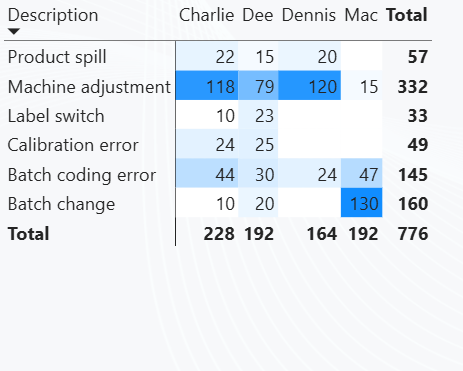 Description Charlie Dee Dennis Mac Total
Product spill 22 15 20 57
Machine adjustment 118 79 120 15 332
Label switch 10 23 33
Calibration error 24 25 49
Batch coding error 44 30 24 47 145
Batch change 10 20 130 160
Total 228 192 164 192 776